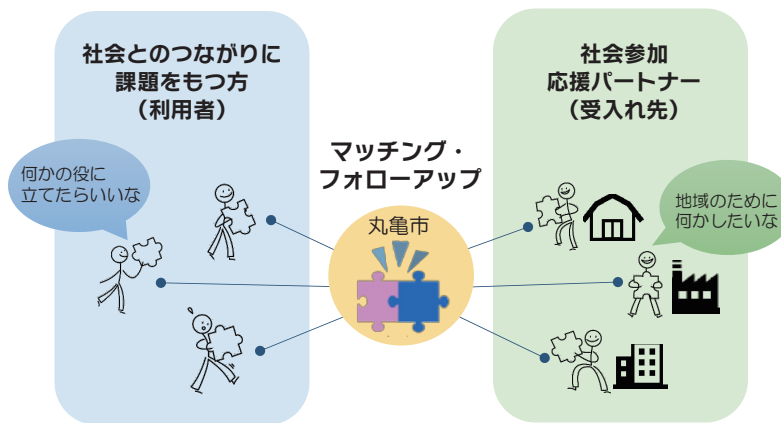 社会とのつながりに
課題をもつ方
（利用者）
何かの役に
立てたらいいな
マッチング・
フォローアップ
丸亀市
社会参加
応援パートナー
（受入れ先）
地域のために
何かしたいな